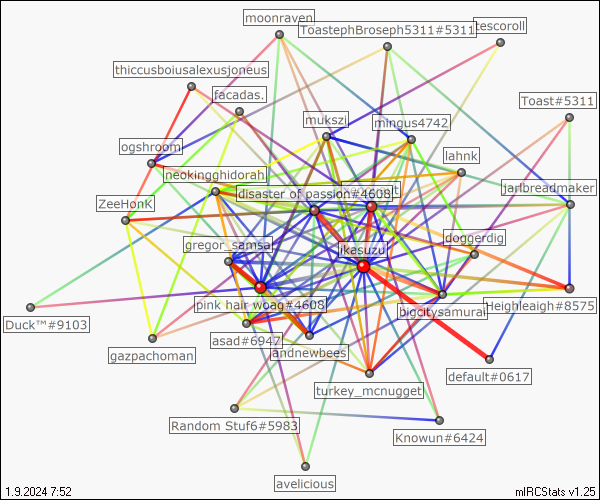 moonraven
ToastephBroseph5311#5311
tescoroll
thiccusboiusalexusjoneus
facadas.
Toast#5311
mukszi
mingus4742
ogshroom
lahnk
neokingghidorah
disaster of passion#4608
jarlbreadmaker
ZeeHonK
doggerdig
gregor_samsa
ikasuzu
pink hair woag#4608
Heighleaigh#8575
bigcitysamurai
Duck™#9103
asad#6947
andnewbees
gazpachoman
default#0617
turkey_mcnugget
Random Stuf6#5983
Knowun#6424
avelicious
1.9.2024 7:52
mIRCStats v1.25